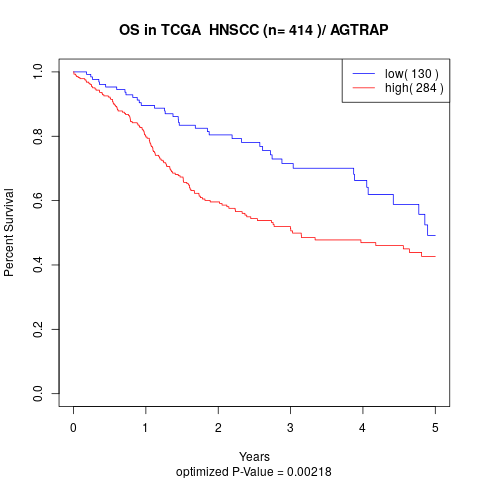 OS in TCGA  HNSCC (n= 414 )/ AGTRAP
low( 130 )
high( 284 )
Percent Survival
1.0
0.8
0.6
0.4
0.2
0.0
0 1 2 3 4 5
Years
optimized P-Value = 0.00218